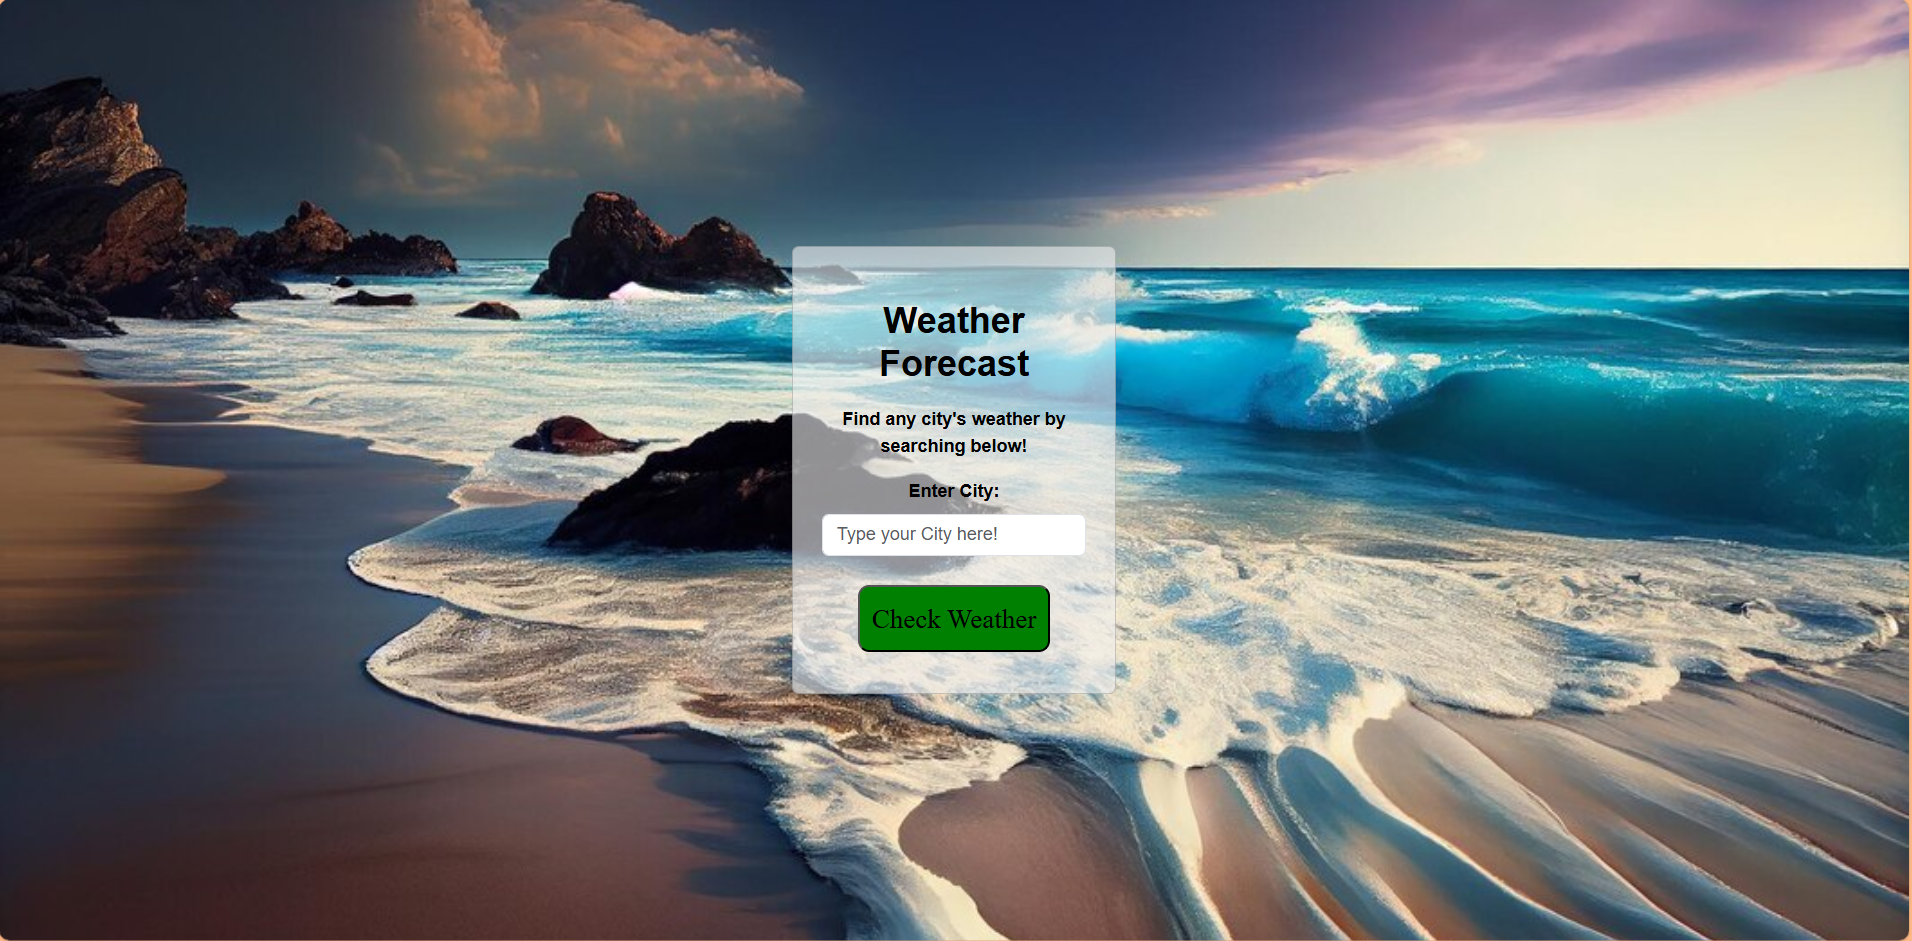 Weather
Forecast
Find any city's weather by
searching below!
Enter City:
Type your City here!
Check Weather